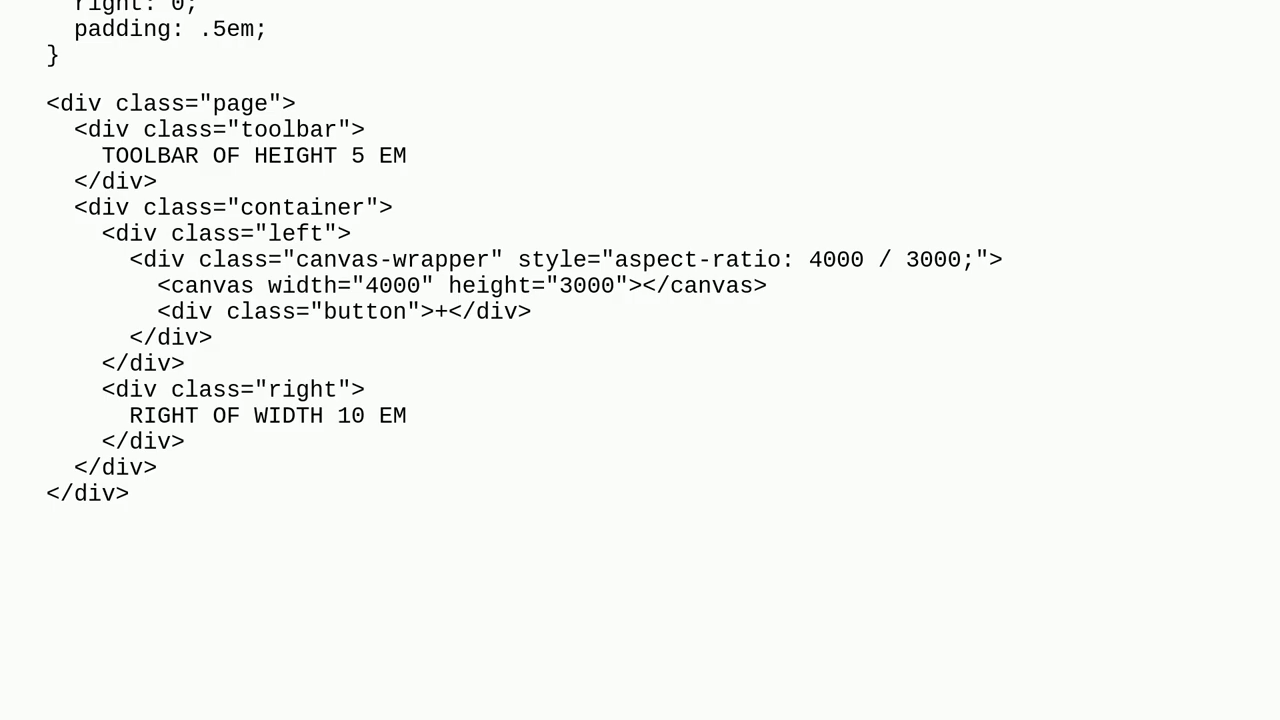 right: 0;
padding: .5em;
}
<div class="page">
<div class="toolbar">
TOOLBAR OF HEIGHT 5 EM
</div>
<div class="container">
<div class="left">
<div class="canvas-wrapper" style="aspect-ratio: 4000 / 3000;">
<canvas width="4000" height="3000"></canvas>
<div class="button">+</div>
</div>
</div>
<div class="right">
RIGHT OF WIDTH 10 EM
</div>
</div>
</div>